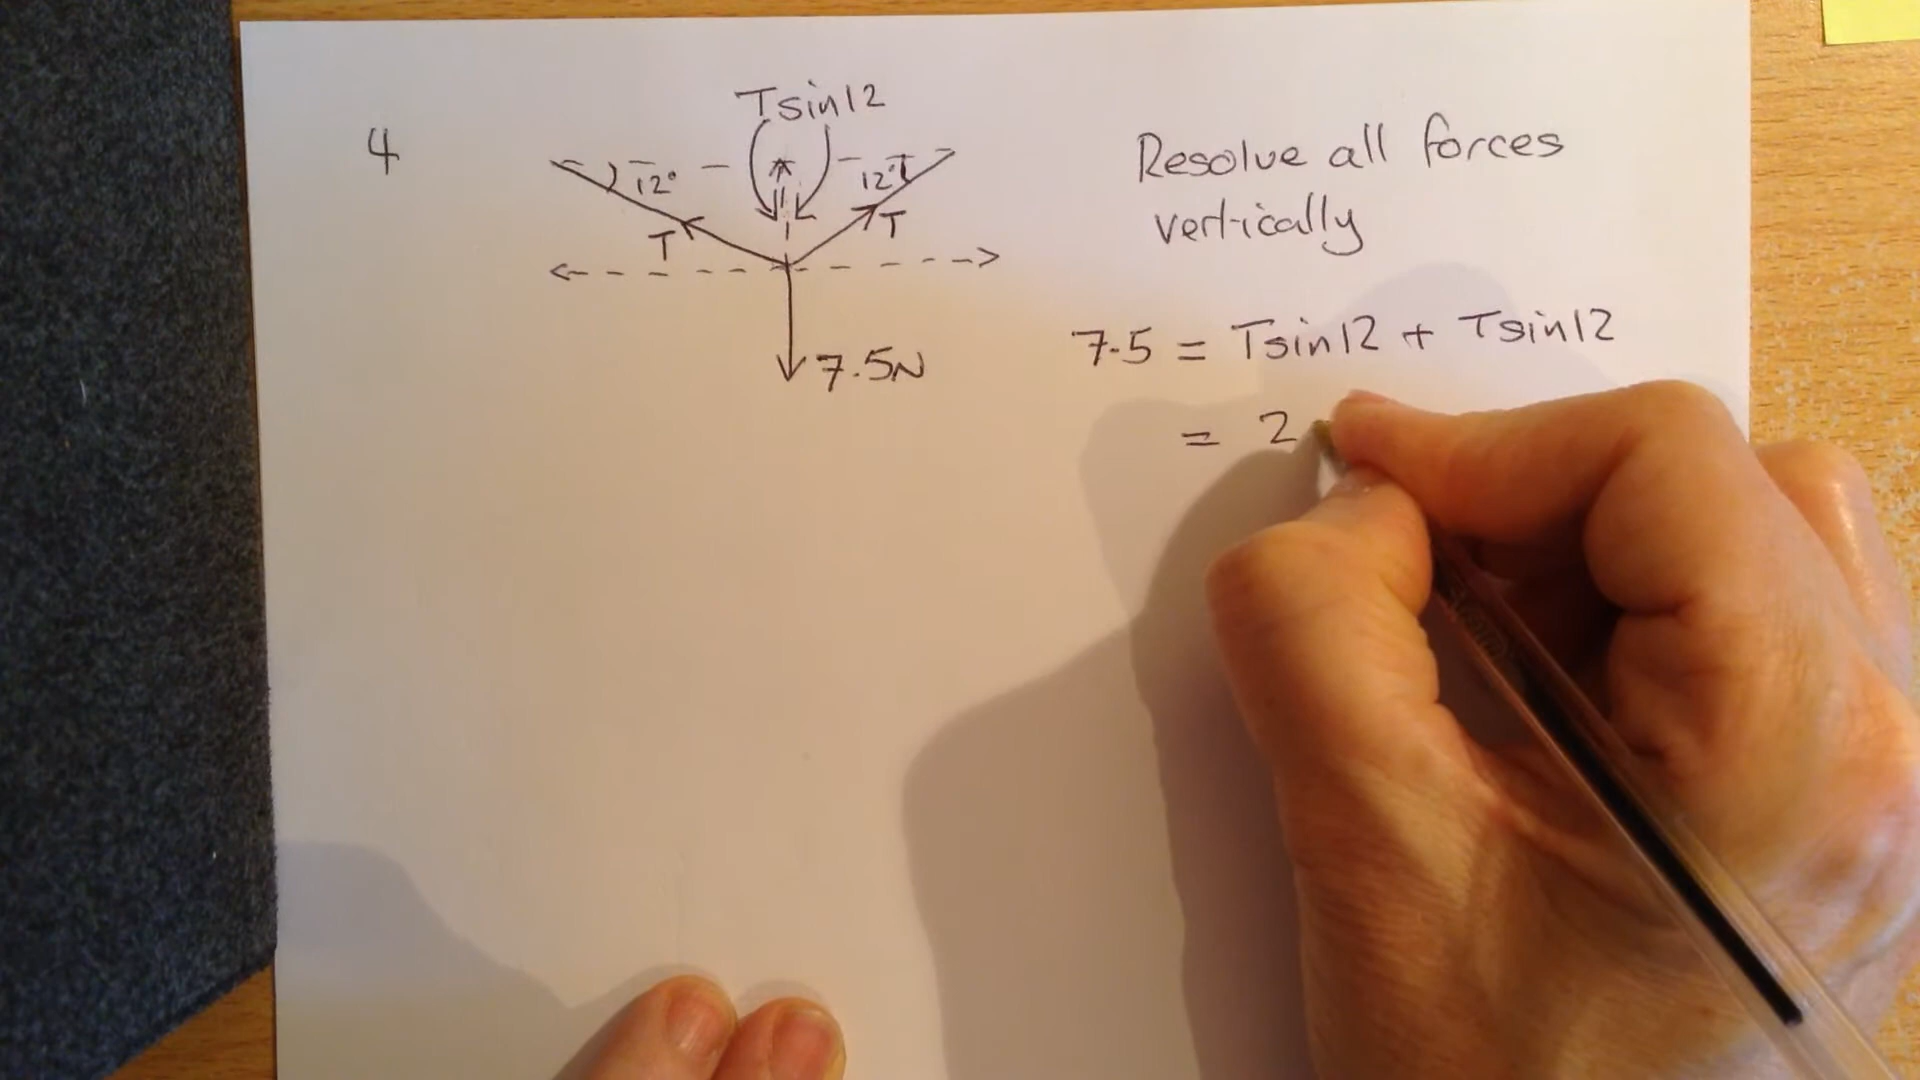 4
Tsin12
12°
12°
T
T
T
7.5N
Resolve all forces
vertically
7.5 = Tsin12 + Tsin12
= 2